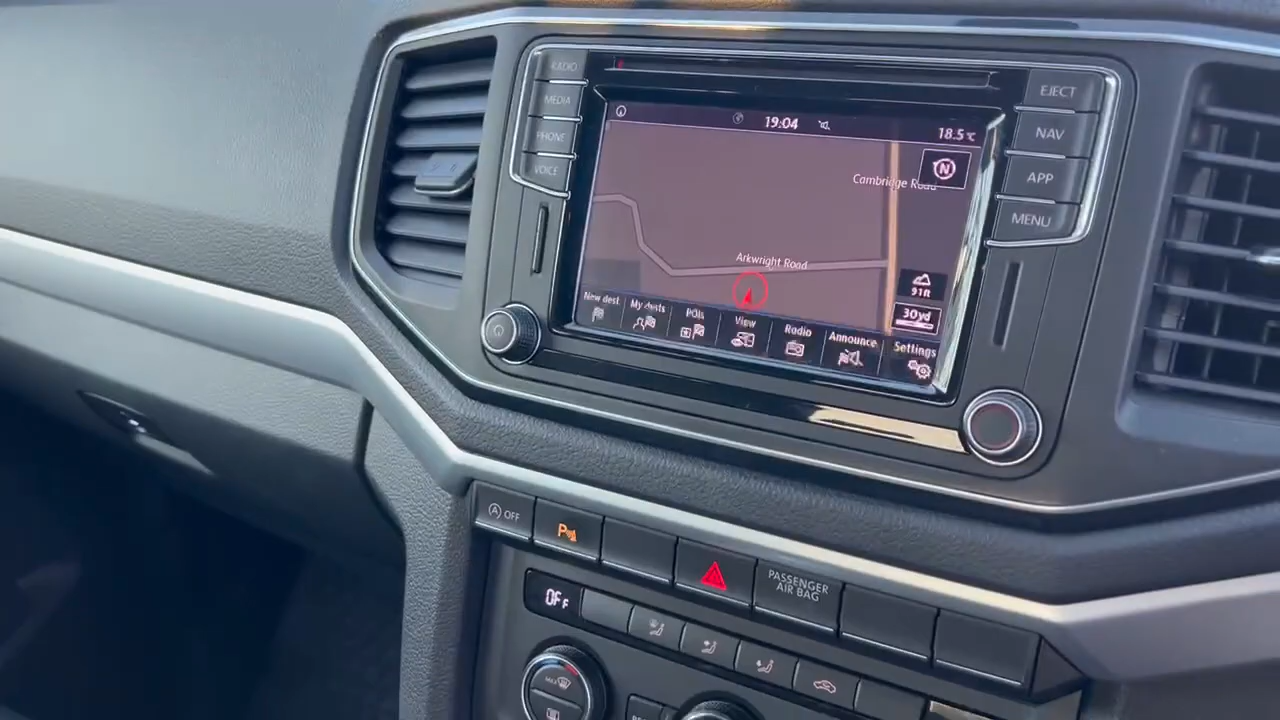 RADIO
MEDIA
PHONE
VOICE
EJECT
NAV
APP
MENU
19:04
18.5°C
N
Cambridge Road
Arkwright Road
91ft
30yd
New dest.
My dests
POIs
View
Radio
Announce
Settings
A OFF
P
PASSENGER
AIR BAG
OFF
MAX